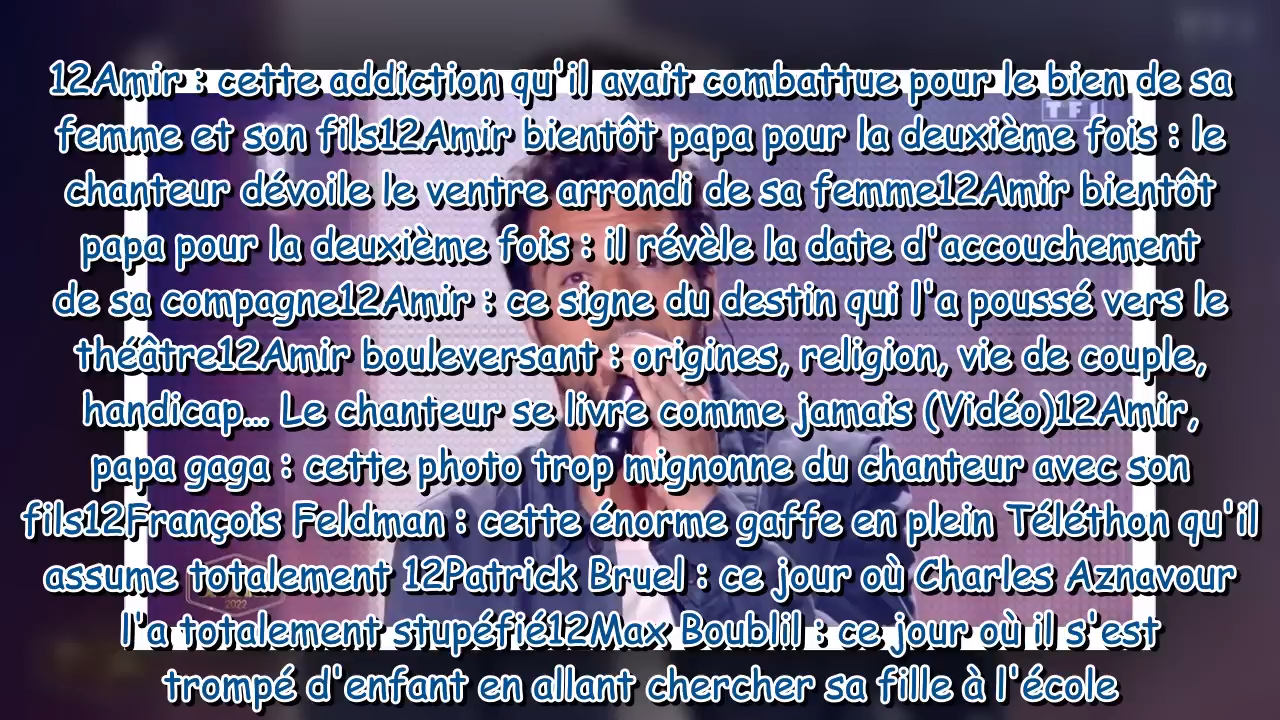 12Amir : cette addiction qu'il avait combattue pour le bien de sa
femme et son fils12Amir bientôt papa pour la deuxième fois : le
chanteur dévoile le ventre arrondi de sa femme12Amir bientôt
papa pour la deuxième fois : il révèle la date d'accouchement
de sa compagne12Amir : ce signe du destin qui l'a poussé vers le
théâtre12Amir bouleversant : origines, religion, vie de couple,
handicap... Le chanteur se livre comme jamais (Vidéo)12Amir,
papa gaga : cette photo trop mignonne du chanteur avec son
fils12François Feldman : cette énorme gaffe en plein Téléthon qu'il
assume totalement 12Patrick Bruel : ce jour où Charles Aznavour
l'a totalement stupéfié12Max Boublil : ce jour où il s'est
trompé d'enfant en allant chercher sa fille à l'école
TF1
2022